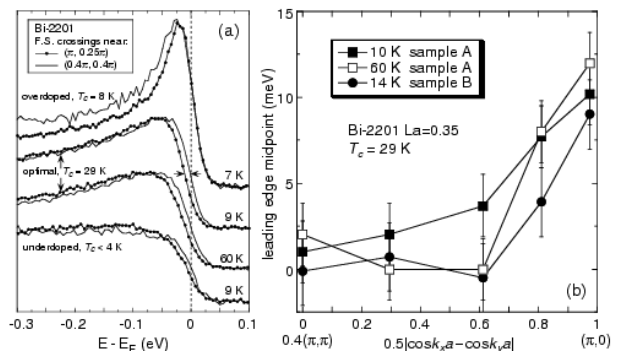 Bi-2201
F.S. crossings near:
(π, 0.25π)
(0.4π, 0.4π)
(a)
overdoped, Tc = 8 K
optimal, Tc = 29 K
underdoped, Tc < 4 K
7 K
9 K
60 K
9 K
-0.3 -0.2 -0.1 0 0.1
E - EF (eV)
leading edge midpoint (meV)
15
10
5
0
10 K sample A
60 K sample A
14 K sample B
Bi-2201 La=0.35
Tc = 29 K
(b)
0 0.2 0.4 0.6 0.8 1
0.4(π,π) 0.5|coskxa-coskya| (π,0)